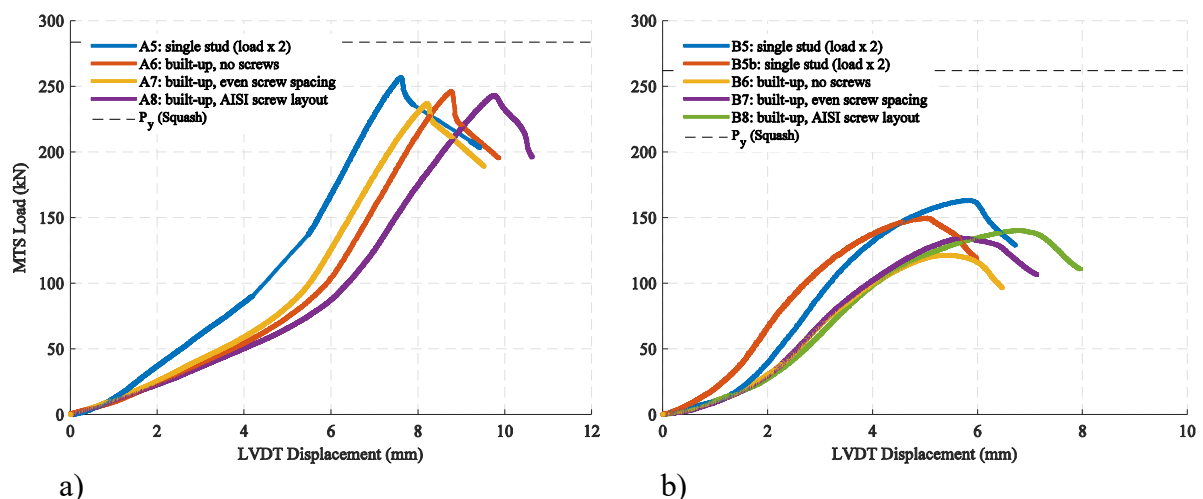 300
250
200
150
100
50
0
MTS Load (kN)
A5: single stud (load x 2)
A6: built-up, no screws
A7: built-up, even screw spacing
A8: built-up, AISI screw layout
P_y (Squash)
0 2 4 6 8 10 12
LVDT Displacement (mm)
a)
300
250
200
150
100
50
0
B5: single stud (load x 2)
B5b: single stud (load x 2)
B6: built-up, no screws
B7: built-up, even screw spacing
B8: built-up, AISI screw layout
P_y (Squash)
0 2 4 6 8 10
LVDT Displacement (mm)
b)